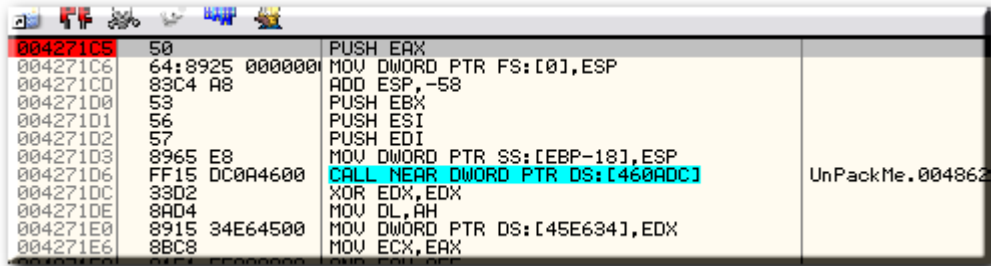 004271C5 50 PUSH EAX
004271C6 64:8925 0000000 MOV DWORD PTR FS:[0],ESP
004271CD 83C4 A8 ADD ESP,-58
004271D0 53 PUSH EBX
004271D1 56 PUSH ESI
004271D2 57 PUSH EDI
004271D3 8965 E8 MOV DWORD PTR SS:[EBP-18],ESP
004271D6 FF15 DC0A4600 CALL NEAR DWORD PTR DS:[460ADC] UnPackMe.004862
004271DC 33D2 XOR EDX,EDX
004271DE 8AD4 MOV DL,AH
004271E0 8915 34E64500 MOV DWORD PTR DS:[45E634],EDX
004271E6 8BC8 MOV ECX,EAX